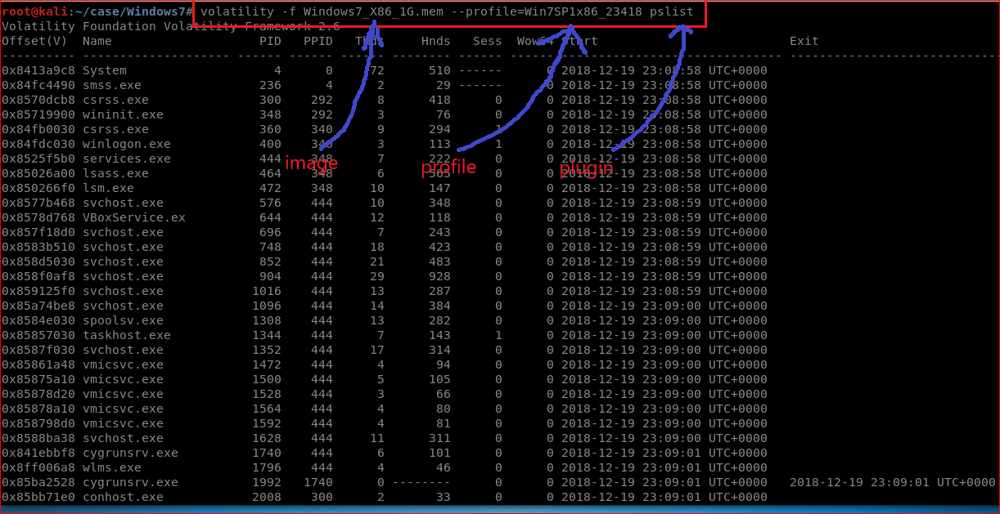 root@kali:~/case/Windows7# volatility -f Windows7_X86_1G.mem --profile=Win7SP1x86_23418 pslist
Volatility Foundation Volatility Framework 2.6
Offset(V) Name PID PPID Thds Hnds Sess Wow64 Start Exit
---------- -------------------- ------ ------ ------ -------- ------ ------ ------------------------------ ------------------------------
0x8413a9c8 System 4 0 72 510 ------ 0 2018-12-19 23:08:58 UTC+0000
0x84fc4490 smss.exe 236 4 2 29 ------ 0 2018-12-19 23:08:58 UTC+0000
0x8570dcb8 csrss.exe 300 292 8 418 0 0 2018-12-19 23:08:58 UTC+0000
0x85719900 wininit.exe 348 292 3 76 0 0 2018-12-19 23:08:58 UTC+0000
0x84fb0030 csrss.exe 360 340 9 294 1 0 2018-12-19 23:08:58 UTC+0000
0x84fdc030 winlogon.exe 400 340 3 113 1 0 2018-12-19 23:08:58 UTC+0000
0x8525f5b0 services.exe 444 348 7 222 0 0 2018-12-19 23:08:58 UTC+0000
image profile plugin
0x85026a00 lsass.exe 464 348 6 565 0 0 2018-12-19 23:08:58 UTC+0000
0x850266f0 lsm.exe 472 348 10 147 0 0 2018-12-19 23:08:58 UTC+0000
0x8577b468 svchost.exe 576 444 10 348 0 0 2018-12-19 23:08:59 UTC+0000
0x8578d768 VBoxService.ex 644 444 12 118 0 0 2018-12-19 23:08:59 UTC+0000
0x857f18d0 svchost.exe 696 444 7 243 0 0 2018-12-19 23:08:59 UTC+0000
0x8583b510 svchost.exe 748 444 18 423 0 0 2018-12-19 23:08:59 UTC+0000
0x858d5030 svchost.exe 852 444 21 483 0 0 2018-12-19 23:08:59 UTC+0000
0x858f0af8 svchost.exe 904 444 29 928 0 0 2018-12-19 23:08:59 UTC+0000
0x859125f0 svchost.exe 1016 444 13 287 0 0 2018-12-19 23:08:59 UTC+0000
0x85a74be8 svchost.exe 1096 444 14 384 0 0 2018-12-19 23:09:00 UTC+0000
0x8584e030 spoolsv.exe 1308 444 13 282 0 0 2018-12-19 23:09:00 UTC+0000
0x85857030 taskhost.exe 1344 444 7 143 1 0 2018-12-19 23:09:00 UTC+0000
0x8587f030 svchost.exe 1352 444 17 314 0 0 2018-12-19 23:09:00 UTC+0000
0x85861a48 vmicsvc.exe 1472 444 4 94 0 0 2018-12-19 23:09:00 UTC+0000
0x85875a10 vmicsvc.exe 1500 444 5 105 0 0 2018-12-19 23:09:00 UTC+0000
0x85878d20 vmicsvc.exe 1528 444 3 66 0 0 2018-12-19 23:09:00 UTC+0000
0x85878a10 vmicsvc.exe 1564 444 4 80 0 0 2018-12-19 23:09:00 UTC+0000
0x858798d0 vmicsvc.exe 1592 444 4 81 0 0 2018-12-19 23:09:00 UTC+0000
0x8588ba38 svchost.exe 1628 444 11 311 0 0 2018-12-19 23:09:00 UTC+0000
0x841ebbf8 cygrunsrv.exe 1740 444 6 101 0 0 2018-12-19 23:09:01 UTC+0000
0x8ff006a8 wlms.exe 1796 444 4 46 0 0 2018-12-19 23:09:01 UTC+0000
0x85ba2528 cygrunsrv.exe 1992 1740 0 -------- 0 0 2018-12-19 23:09:01 UTC+0000 2018-12-19 23:09:01 UTC+0000
0x85bb71e0 conhost.exe 2008 300 2 33 0 0 2018-12-19 23:09:01 UTC+0000